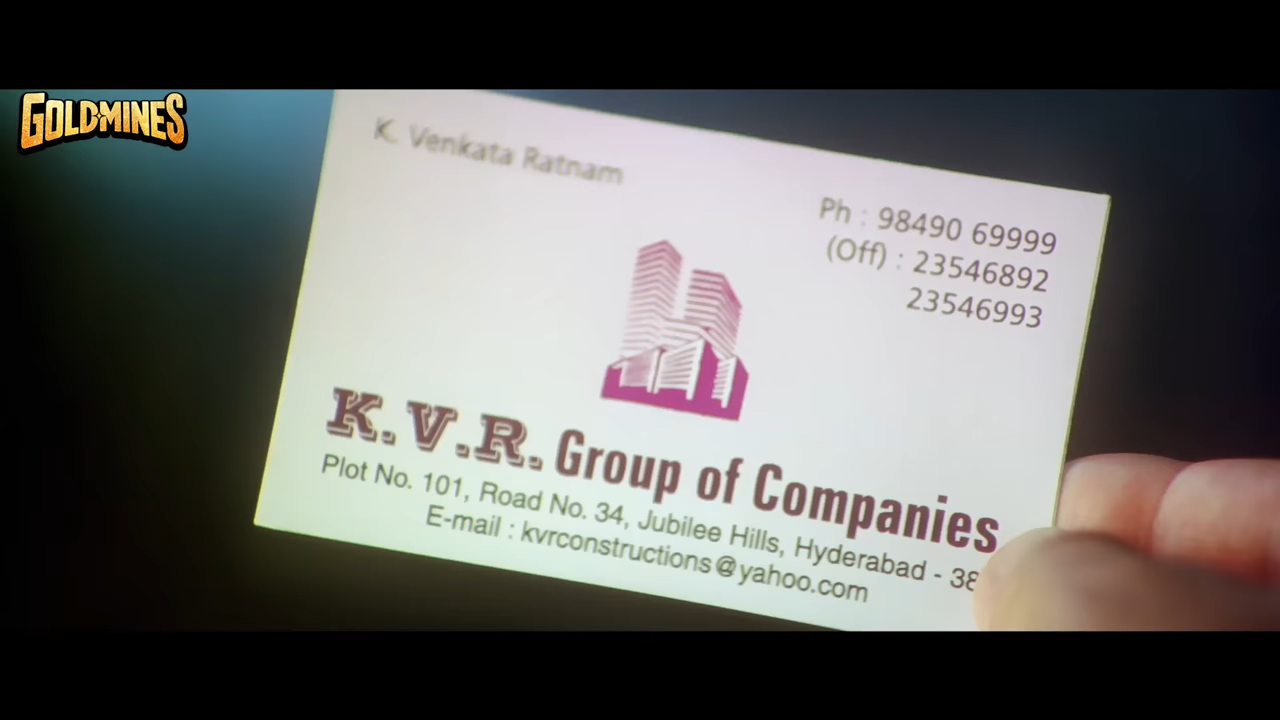 GOLDMINES
K. Venkata Ratnam
Ph : 98490 69999
(Off) : 23546892
23546993
K.V.R. Group of Companies
Plot No. 101, Road No. 34, Jubilee Hills, Hyderabad - 38
E-mail : kvrconstructions@yahoo.com